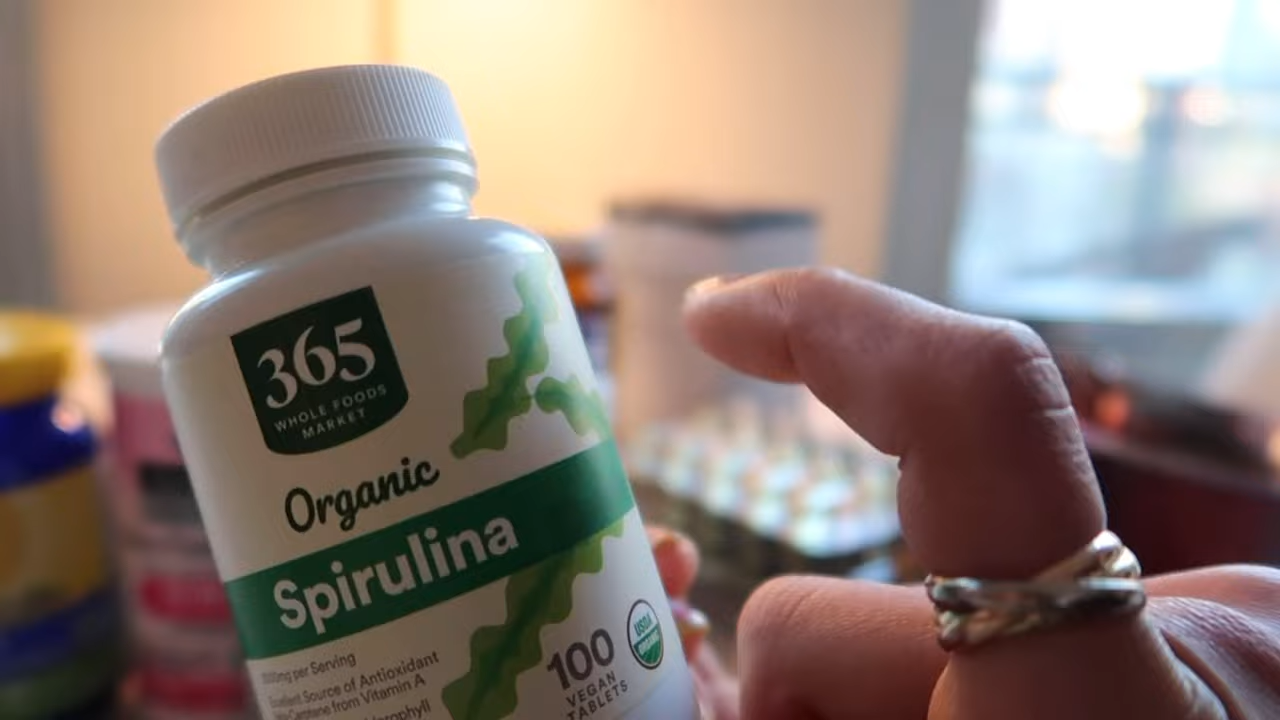 365
WHOLE FOODS
MARKET
Organic
Spirulina
per Serving
Source of Antioxidant
from Vitamin A
100
VEGAN
TABLETS
USDA
ORGANIC